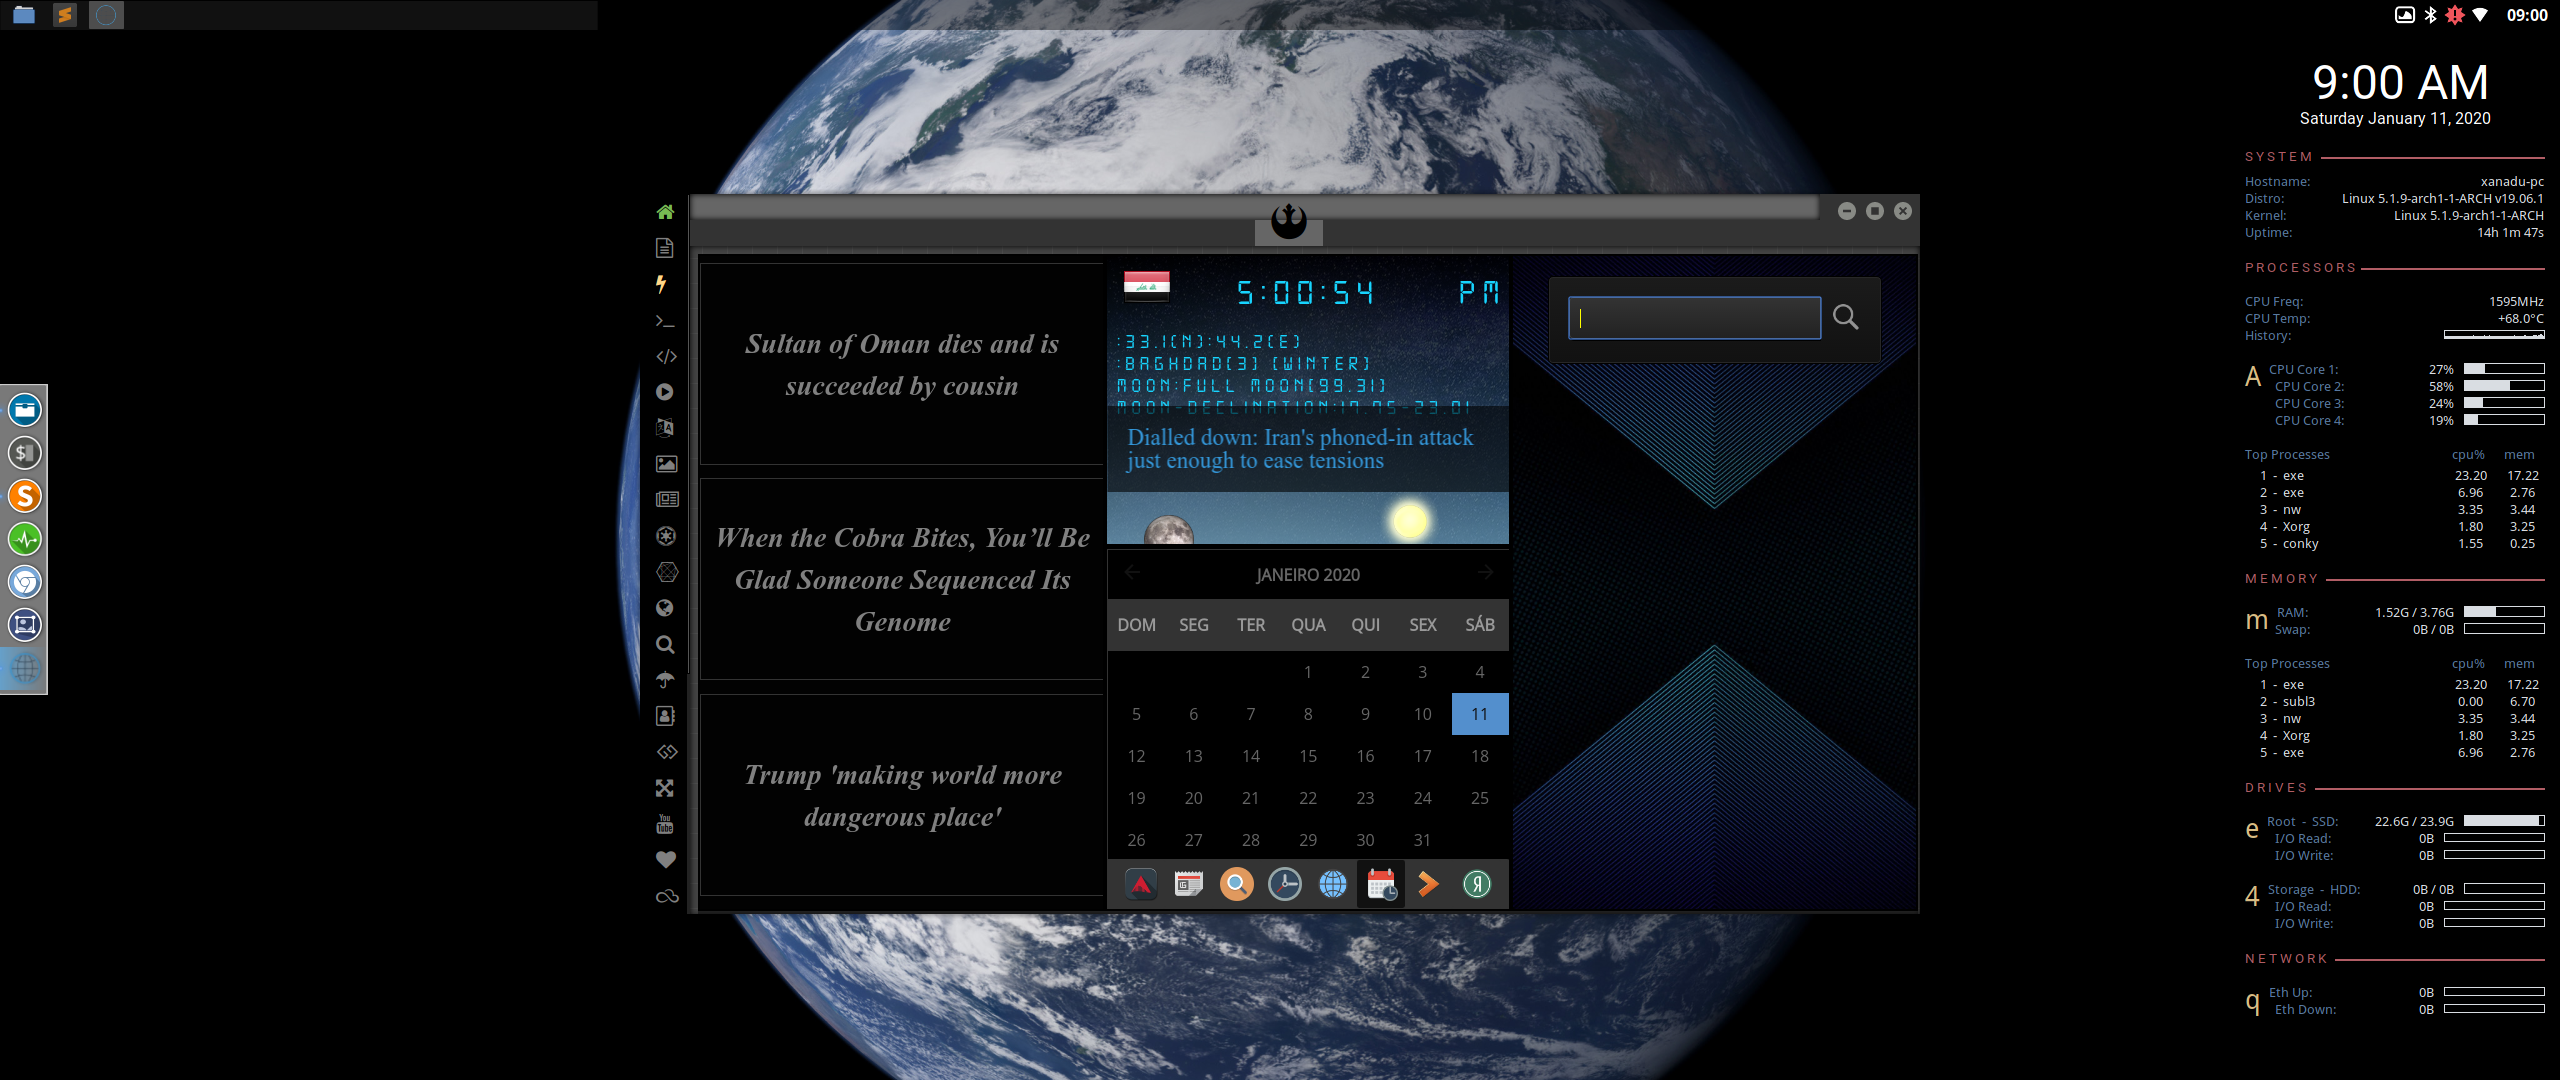 09:00
9:00 AM
Saturday January 11, 2020
SYSTEM
Hostname: xanadu-pc
Distro: Linux 5.1.9-arch1-1-ARCH v19.06.1
Kernel: Linux 5.1.9-arch1-1-ARCH
Uptime: 14h 1m 47s
PROCESSORS
CPU Freq: 1595MHz
CPU Temp: +68.0°C
History:
A CPU Core 1: 27%
CPU Core 2: 58%
CPU Core 3: 24%
CPU Core 4: 19%
Top Processes cpu% mem
1 - exe 23.20 17.22
2 - exe 6.96 2.76
3 - nw 3.35 3.44
4 - Xorg 1.80 3.25
5 - conky 1.55 0.25
MEMORY
m RAM: 1.52G / 3.76G
Swap: 0B / 0B
Top Processes cpu% mem
1 - exe 23.20 17.22
2 - subl3 0.00 6.70
3 - nw 3.35 3.44
4 - Xorg 1.80 3.25
5 - exe 6.96 2.76
DRIVES
e Root - SSD: 22.6G / 23.9G
I/O Read: 0B
I/O Write: 0B
4 Storage - HDD: 0B / 0B
I/O Read: 0B
I/O Write: 0B
NETWORK
q Eth Up: 0B
Eth Down: 0B
Sultan of Oman dies and is
succeeded by cousin
When the Cobra Bites, You’ll Be
Glad Someone Sequenced Its
Genome
Trump 'making world more
dangerous place'
5:00:54 PM
:33.1(N):44.2(E)
:BAGHDAD[3] [WINTER]
MOON:FULL MOON[99.31]
Dialled down: Iran's phoned-in attack
just enough to ease tensions
JANEIRO 2020
DOM SEG TER QUA QUI SEX SÁB
1 2 3 4
5 6 7 8 9 10 11
12 13 14 15 16 17 18
19 20 21 22 23 24 25
26 27 28 29 30 31
You
Tube